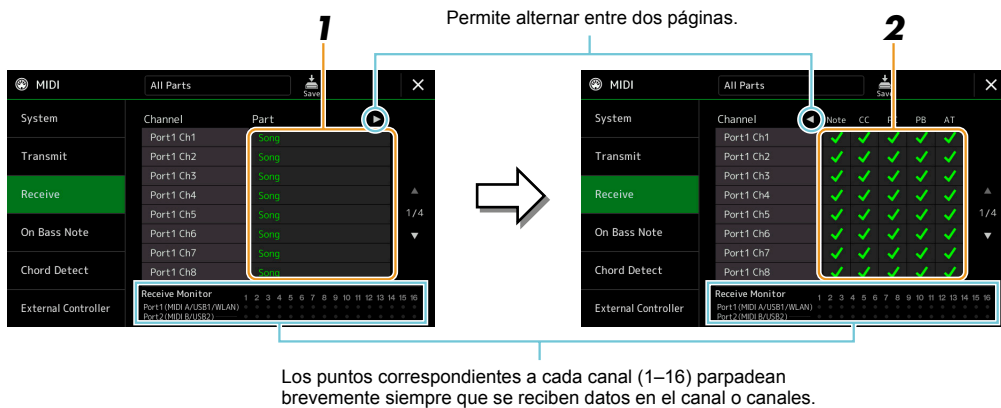 Permite alternar entre dos páginas.
1
2
MIDI
All Parts
Save
System
Transmit
Receive
On Bass Note
Chord Detect
External Controller
Channel Part
Port1 Ch1 Song
Port1 Ch2 Song
Port1 Ch3 Song
Port1 Ch4 Song
Port1 Ch5 Song
Port1 Ch6 Song
Port1 Ch7 Song
Port1 Ch8 Song
1/4
Receive Monitor 1 2 3 4 5 6 7 8 9 10 11 12 13 14 15 16
Port1(MIDI A/USB1/WLAN)
Port2(MIDI B/USB2)
MIDI
All Parts
Save
System
Transmit
Receive
On Bass Note
Chord Detect
External Controller
Channel Note CC PC PB AT
Port1 Ch1
Port1 Ch2
Port1 Ch3
Port1 Ch4
Port1 Ch5
Port1 Ch6
Port1 Ch7
Port1 Ch8
1/4
Receive Monitor 1 2 3 4 5 6 7 8 9 10 11 12 13 14 15 16
Port1(MIDI A/USB1/WLAN)
Port2(MIDI B/USB2)
Los puntos correspondientes a cada canal (1–16) parpadean
brevemente siempre que se reciben datos en el canal o canales.